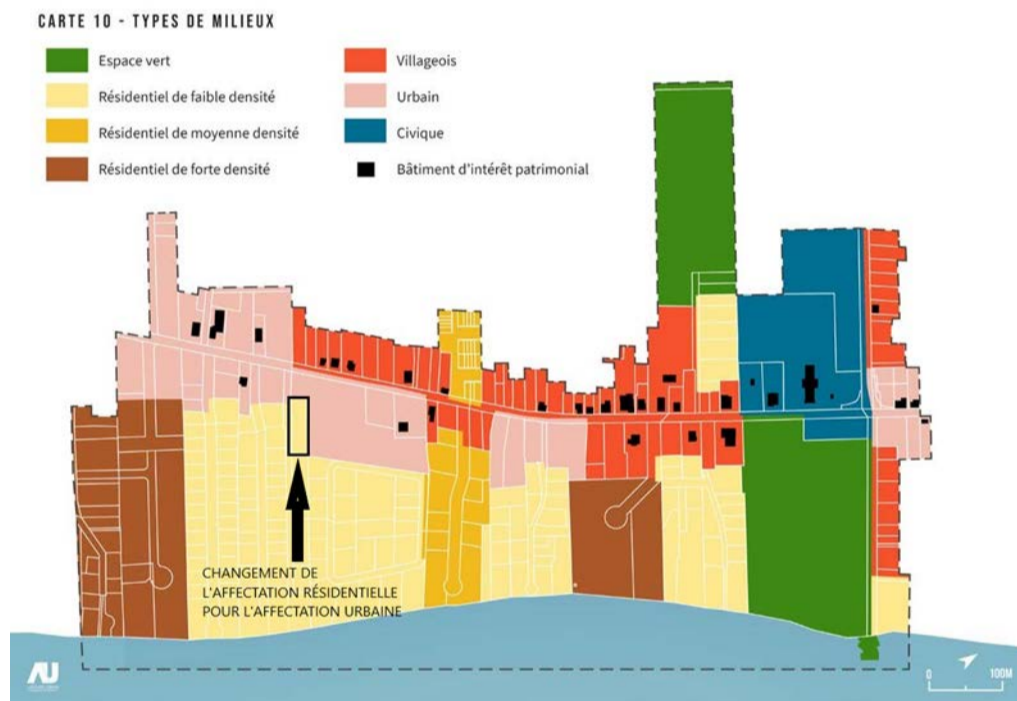 CARTE 10 - TYPES DE MILIEUX
Espace vert
Résidentiel de faible densité
Résidentiel de moyenne densité
Résidentiel de forte densité
Villageois
Urbain
Civique
Bâtiment d'intérêt patrimonial
CHANGEMENT DE
L'AFFECTATION RÉSIDENTIELLE
POUR L'AFFECTATION URBAINE
AU
0 100M